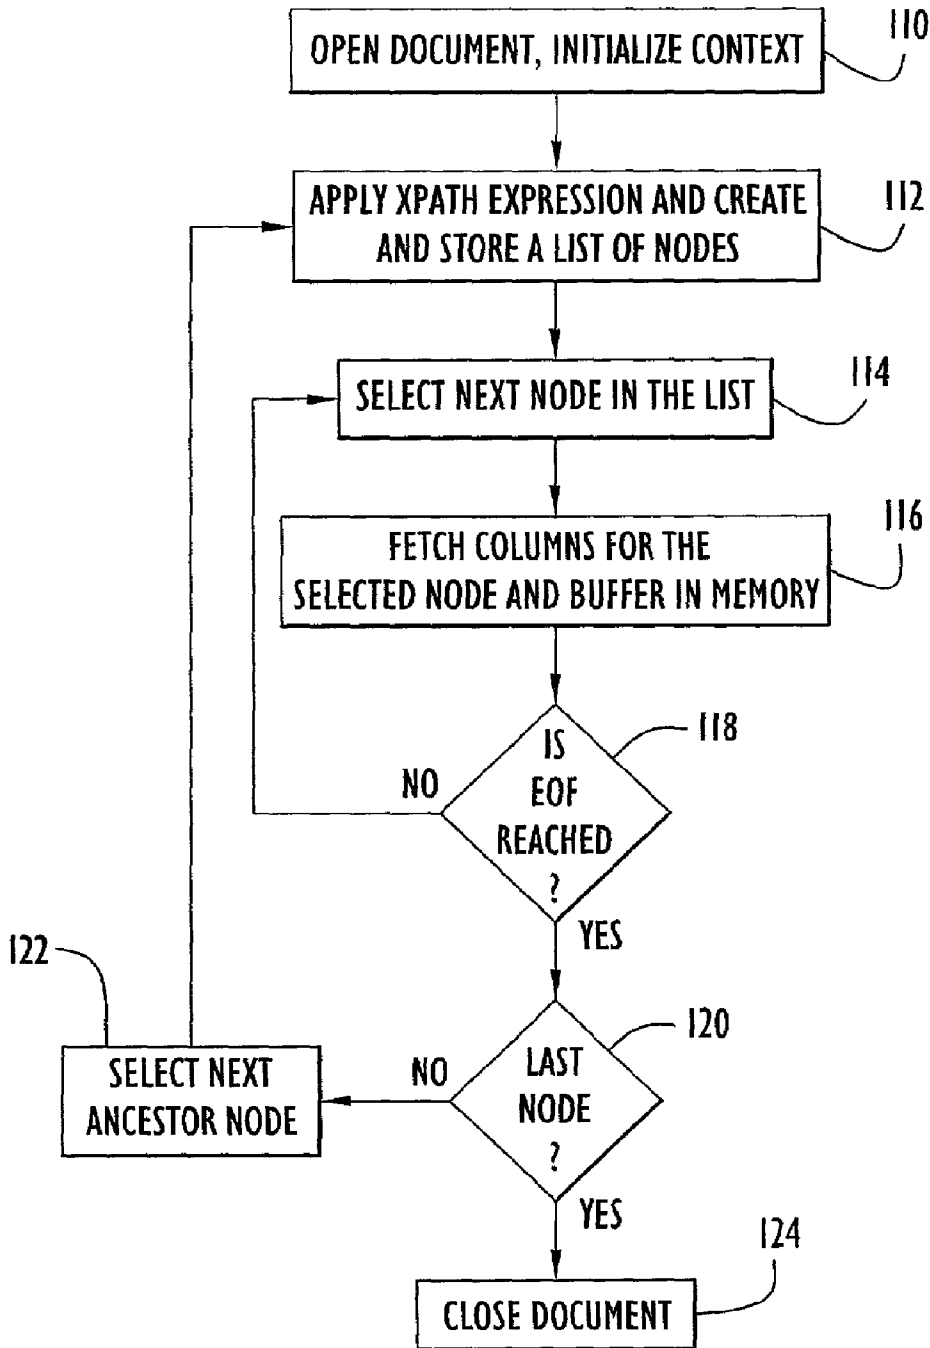 110
OPEN DOCUMENT, INITIALIZE CONTEXT
112
APPLY XPATH EXPRESSION AND CREATE
AND STORE A LIST OF NODES
114
SELECT NEXT NODE IN THE LIST
116
FETCH COLUMNS FOR THE
SELECTED NODE AND BUFFER IN MEMORY
118
IS
EOF
REACHED
?
NO
YES
122
SELECT NEXT
ANCESTOR NODE
NO
120
LAST
NODE
?
YES
124
CLOSE DOCUMENT